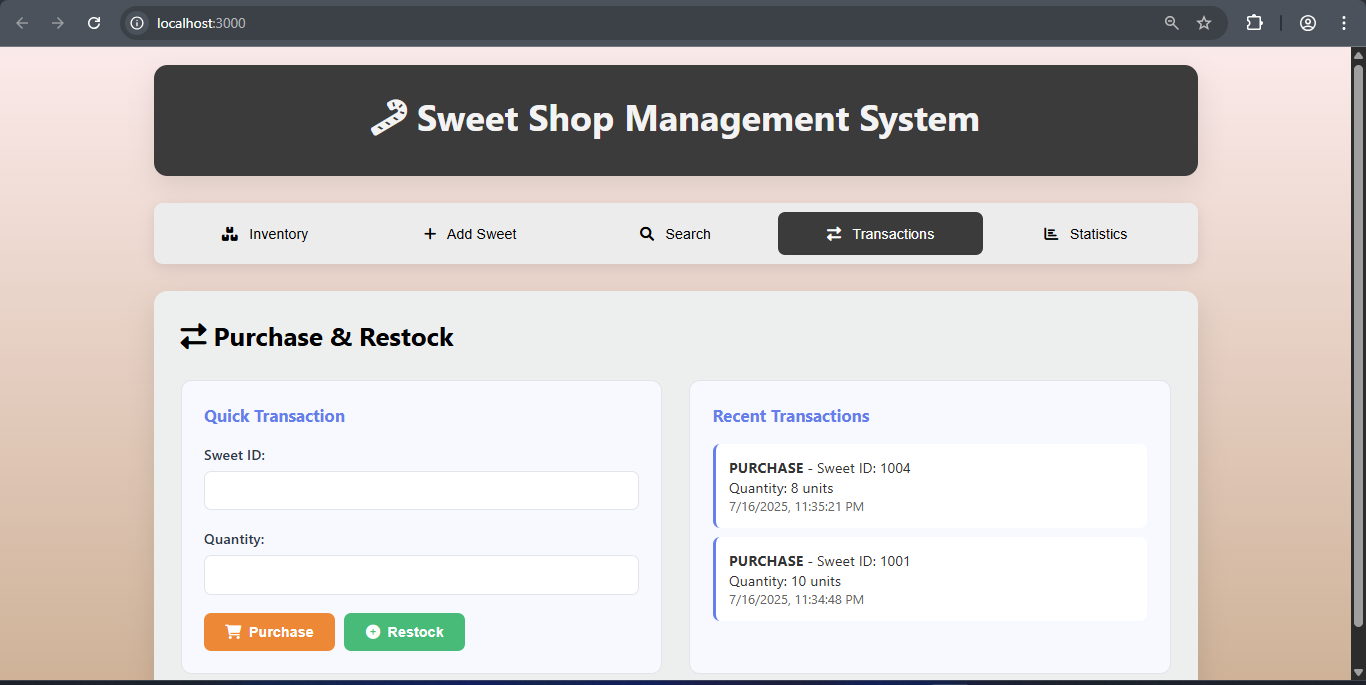 localhost:3000
Sweet Shop Management System
Inventory
Add Sweet
Search
Transactions
Statistics
Purchase & Restock
Quick Transaction
Sweet ID:
Quantity:
Purchase
Restock
Recent Transactions
PURCHASE - Sweet ID: 1004
Quantity: 8 units
7/16/2025, 11:35:21 PM
PURCHASE - Sweet ID: 1001
Quantity: 10 units
7/16/2025, 11:34:48 PM